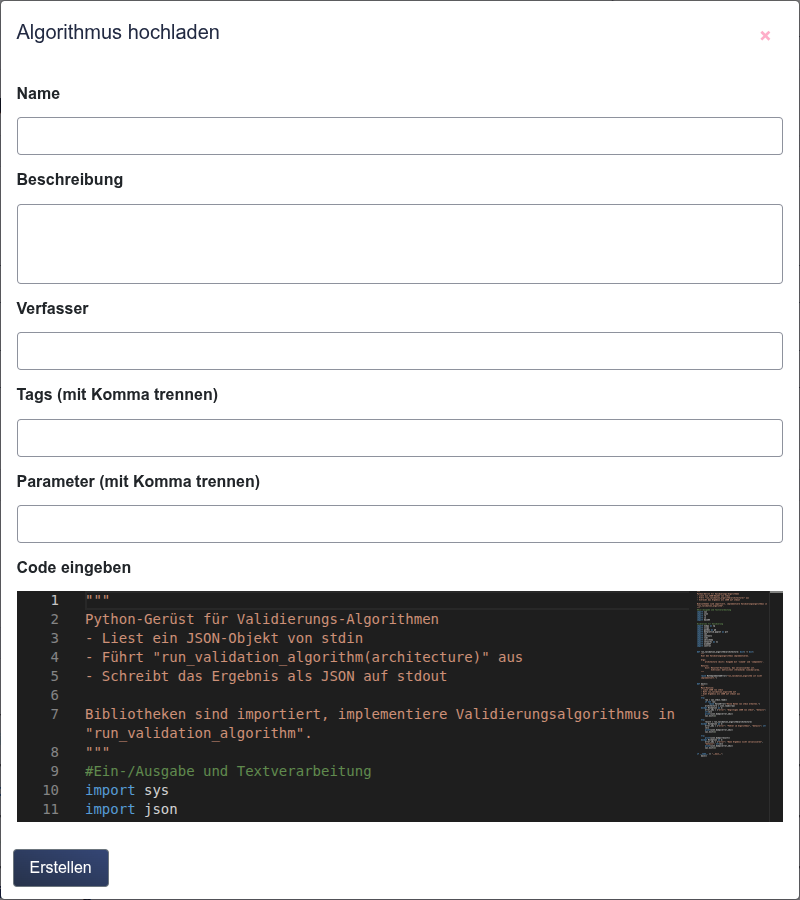 Algorithmus hochladen
×
Name
Beschreibung
Verfasser
Tags (mit Komma trennen)
Parameter (mit Komma trennen)
Code eingeben
1 """
2 Python-Gerüst für Validierungs-Algorithmen
3 - Liest ein JSON-Objekt von stdin
4 - Führt "run_validation_algorithm(architecture)" aus
5 - Schreibt das Ergebnis als JSON auf stdout
6
7 Bibliotheken sind importiert, implementiere Validierungsalgorithmus in
"run_validation_algorithm".
8 """
9 #Ein-/Ausgabe und Textverarbeitung
10 import sys
11 import json
Erstellen